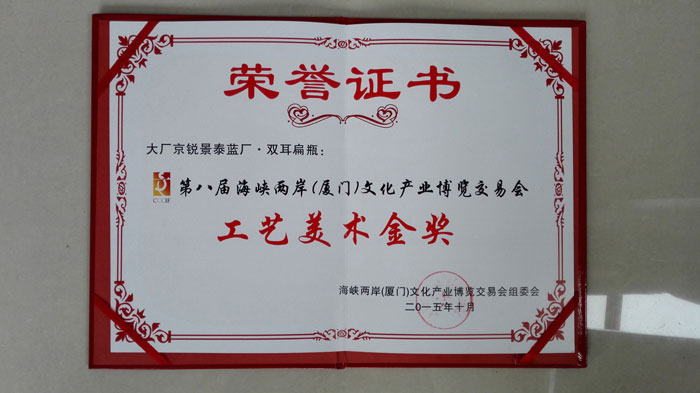 荣誉证书
大厂京锐景泰蓝厂·双耳扁瓶：
第八届海峡两岸(厦门)文化产业博览交易会
工艺美术金奖
海峡两岸(厦门)文化产业博览交易会组委会
二〇一五年十月